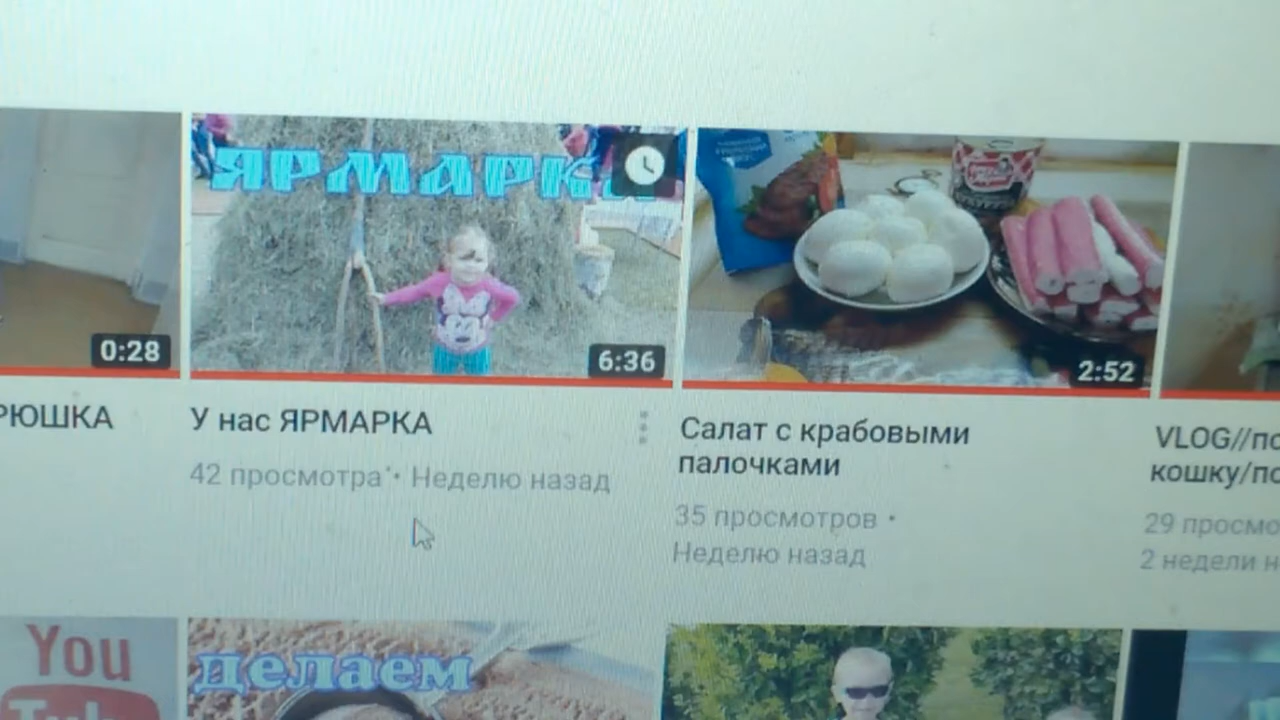 ЯРМАРК
0:28
6:36
2:52
РЮШКА
У нас ЯРМАРКА
42 просмотра • Неделю назад
Салат с крабовыми
палочками
35 просмотров •
Неделю назад
VLOG//по
кошку/по
29 просмо
2 недели н
You
делаем